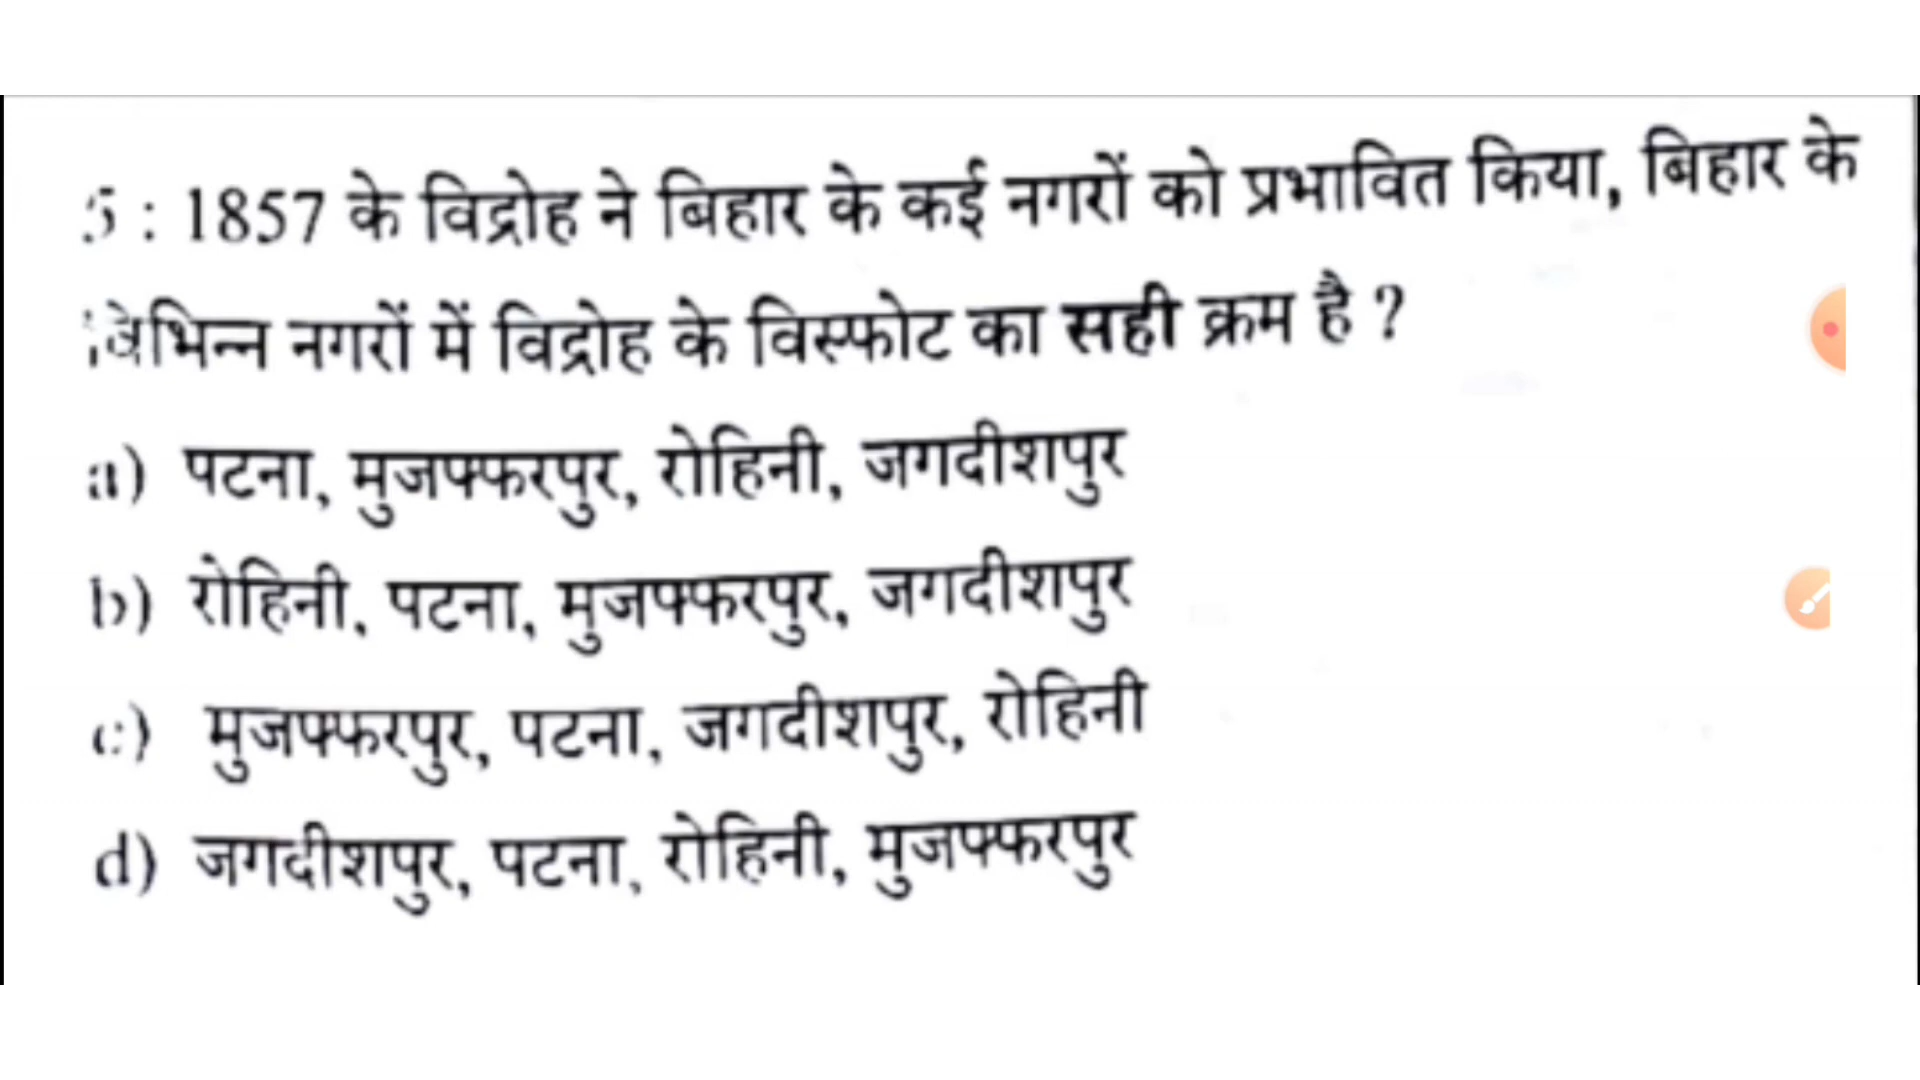 5 : 1857 के विद्रोह ने बिहार के कई नगरों को प्रभावित किया, बिहार के
विभिन्न नगरों में विद्रोह के विस्फोट का सही क्रम है ?
a) पटना, मुजफ्फरपुर, रोहिनी, जगदीशपुर
b) रोहिनी, पटना, मुजफ्फरपुर, जगदीशपुर
c) मुजफ्फरपुर, पटना, जगदीशपुर, रोहिनी
d) जगदीशपुर, पटना, रोहिनी, मुजफ्फरपुर